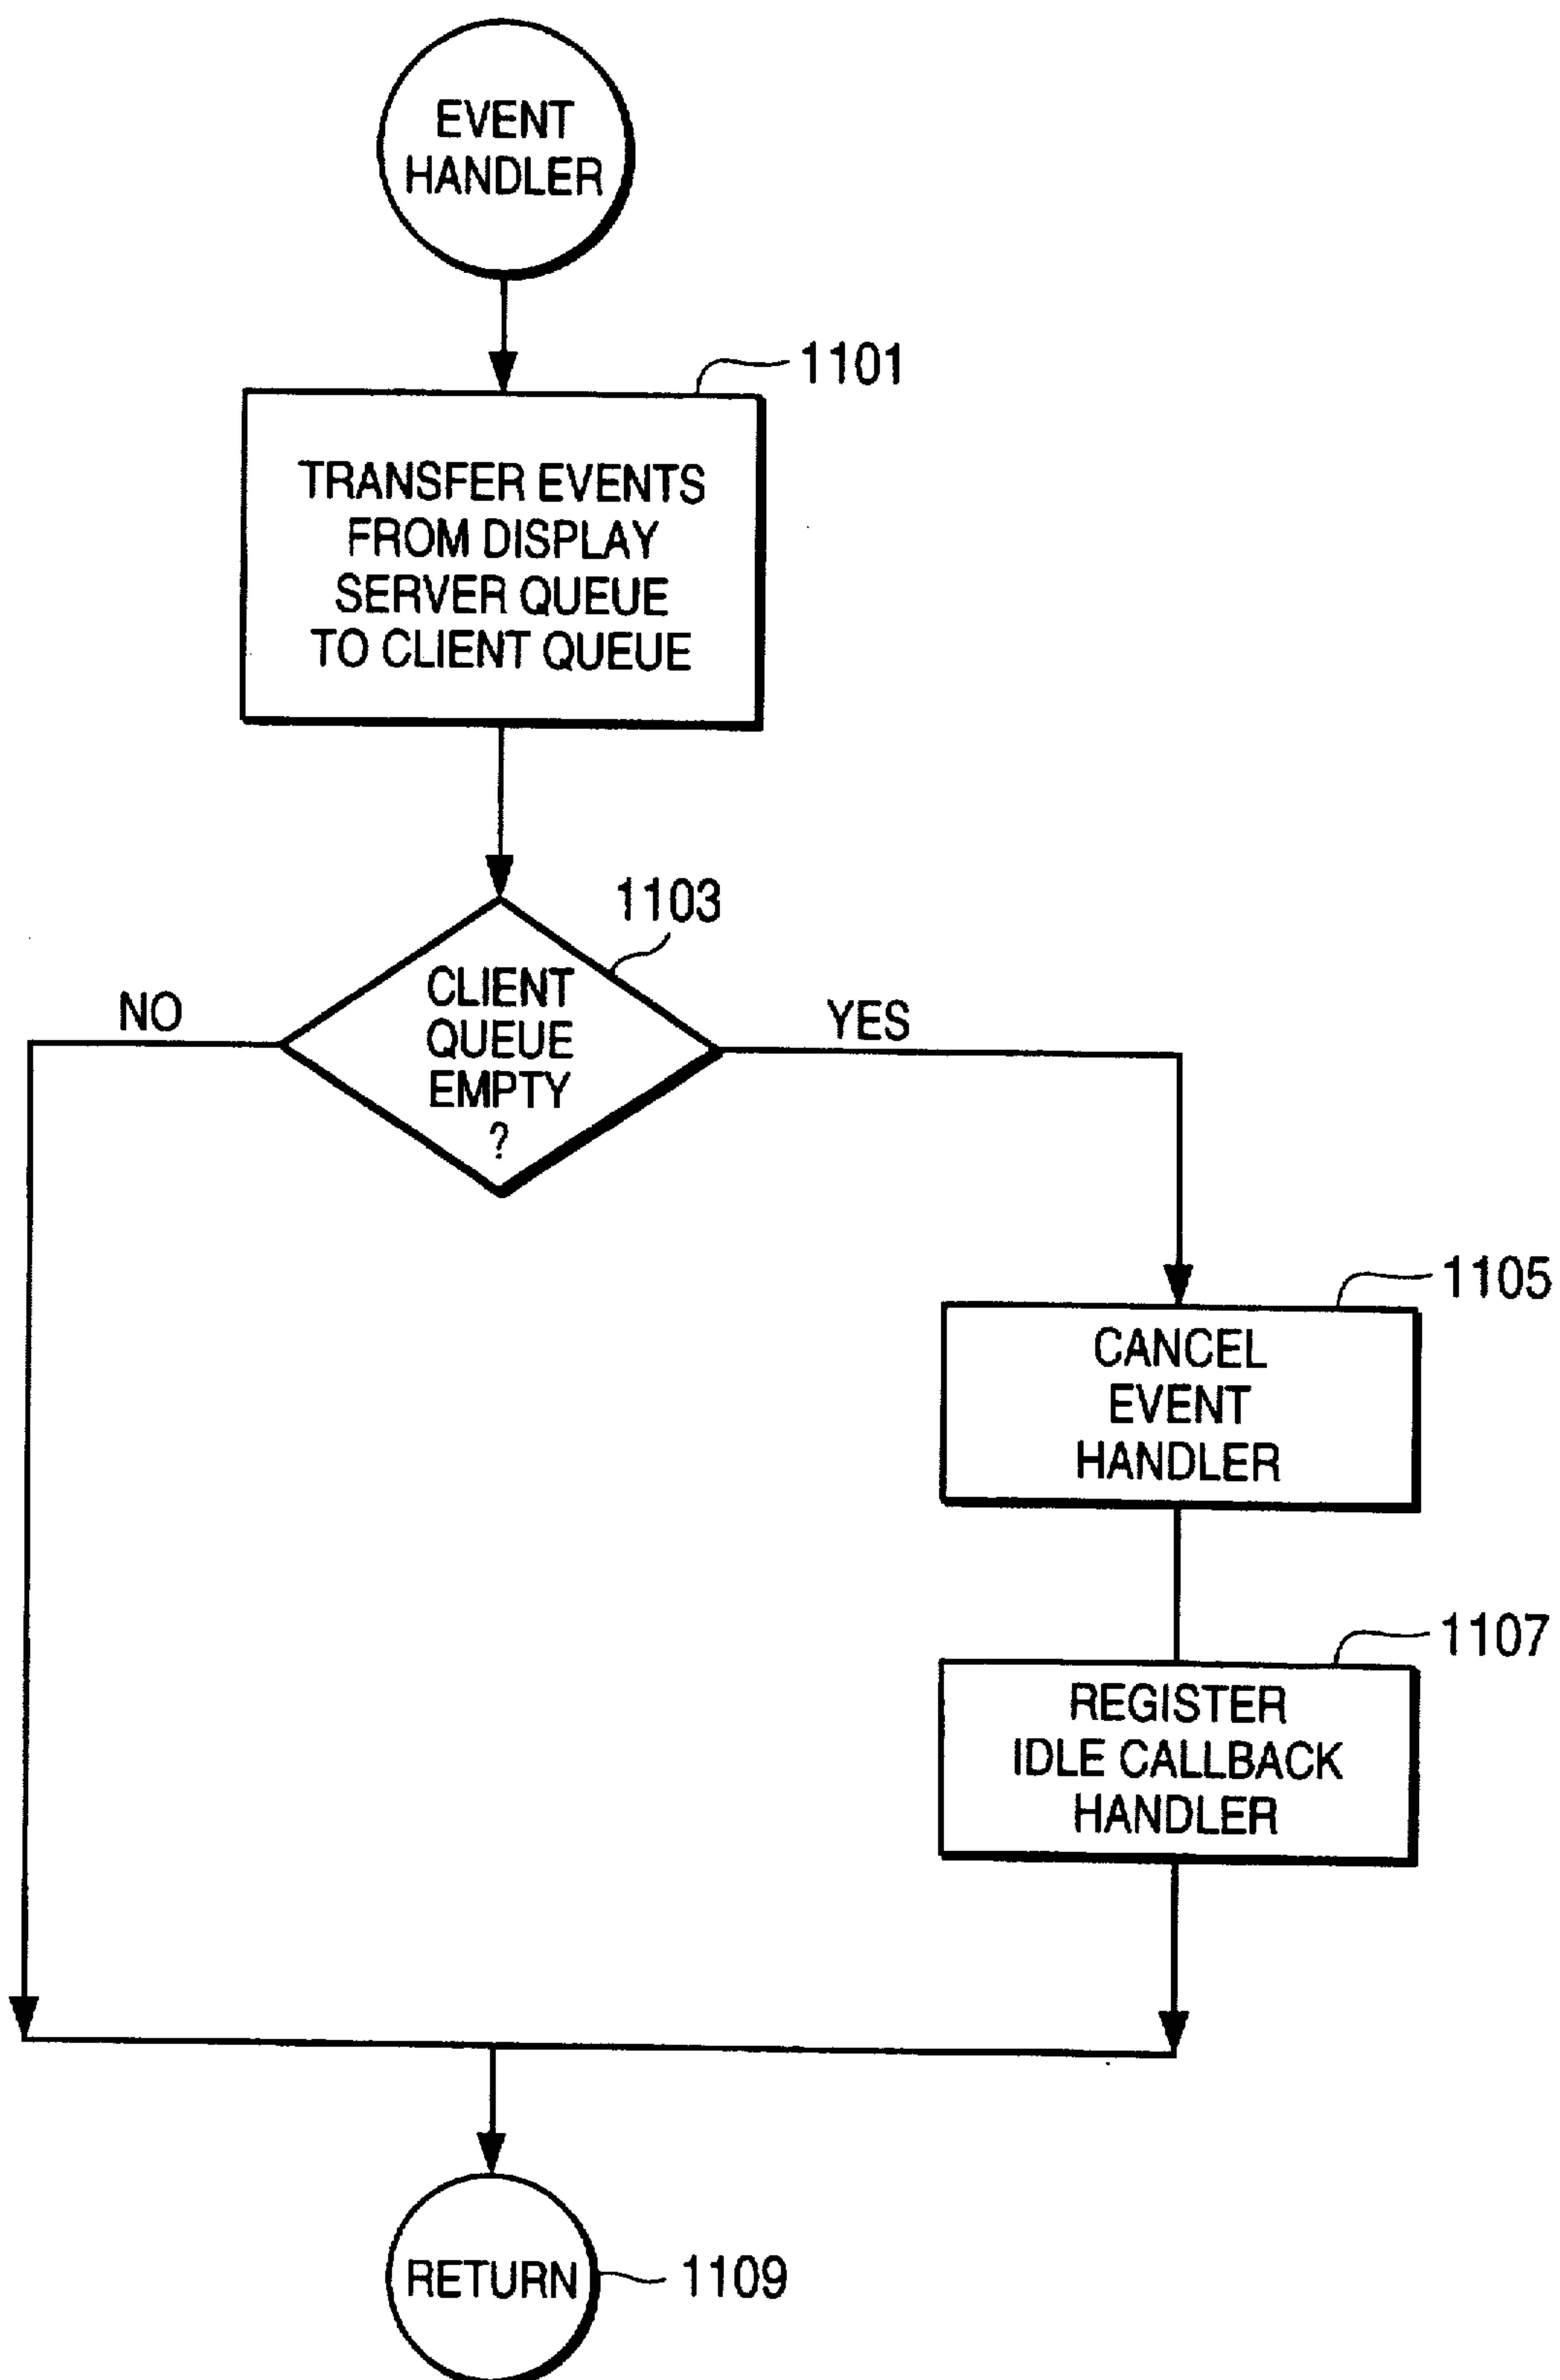 EVENT
HANDLER
1101
TRANSFER EVENTS
FROM DISPLAY
SERVER QUEUE
TO CLIENT QUEUE
1103
CLIENT
QUEUE
EMPTY
?
NO
YES
1105
CANCEL
EVENT
HANDLER
1107
REGISTER
IDLE CALLBACK
HANDLER
RETURN
1109